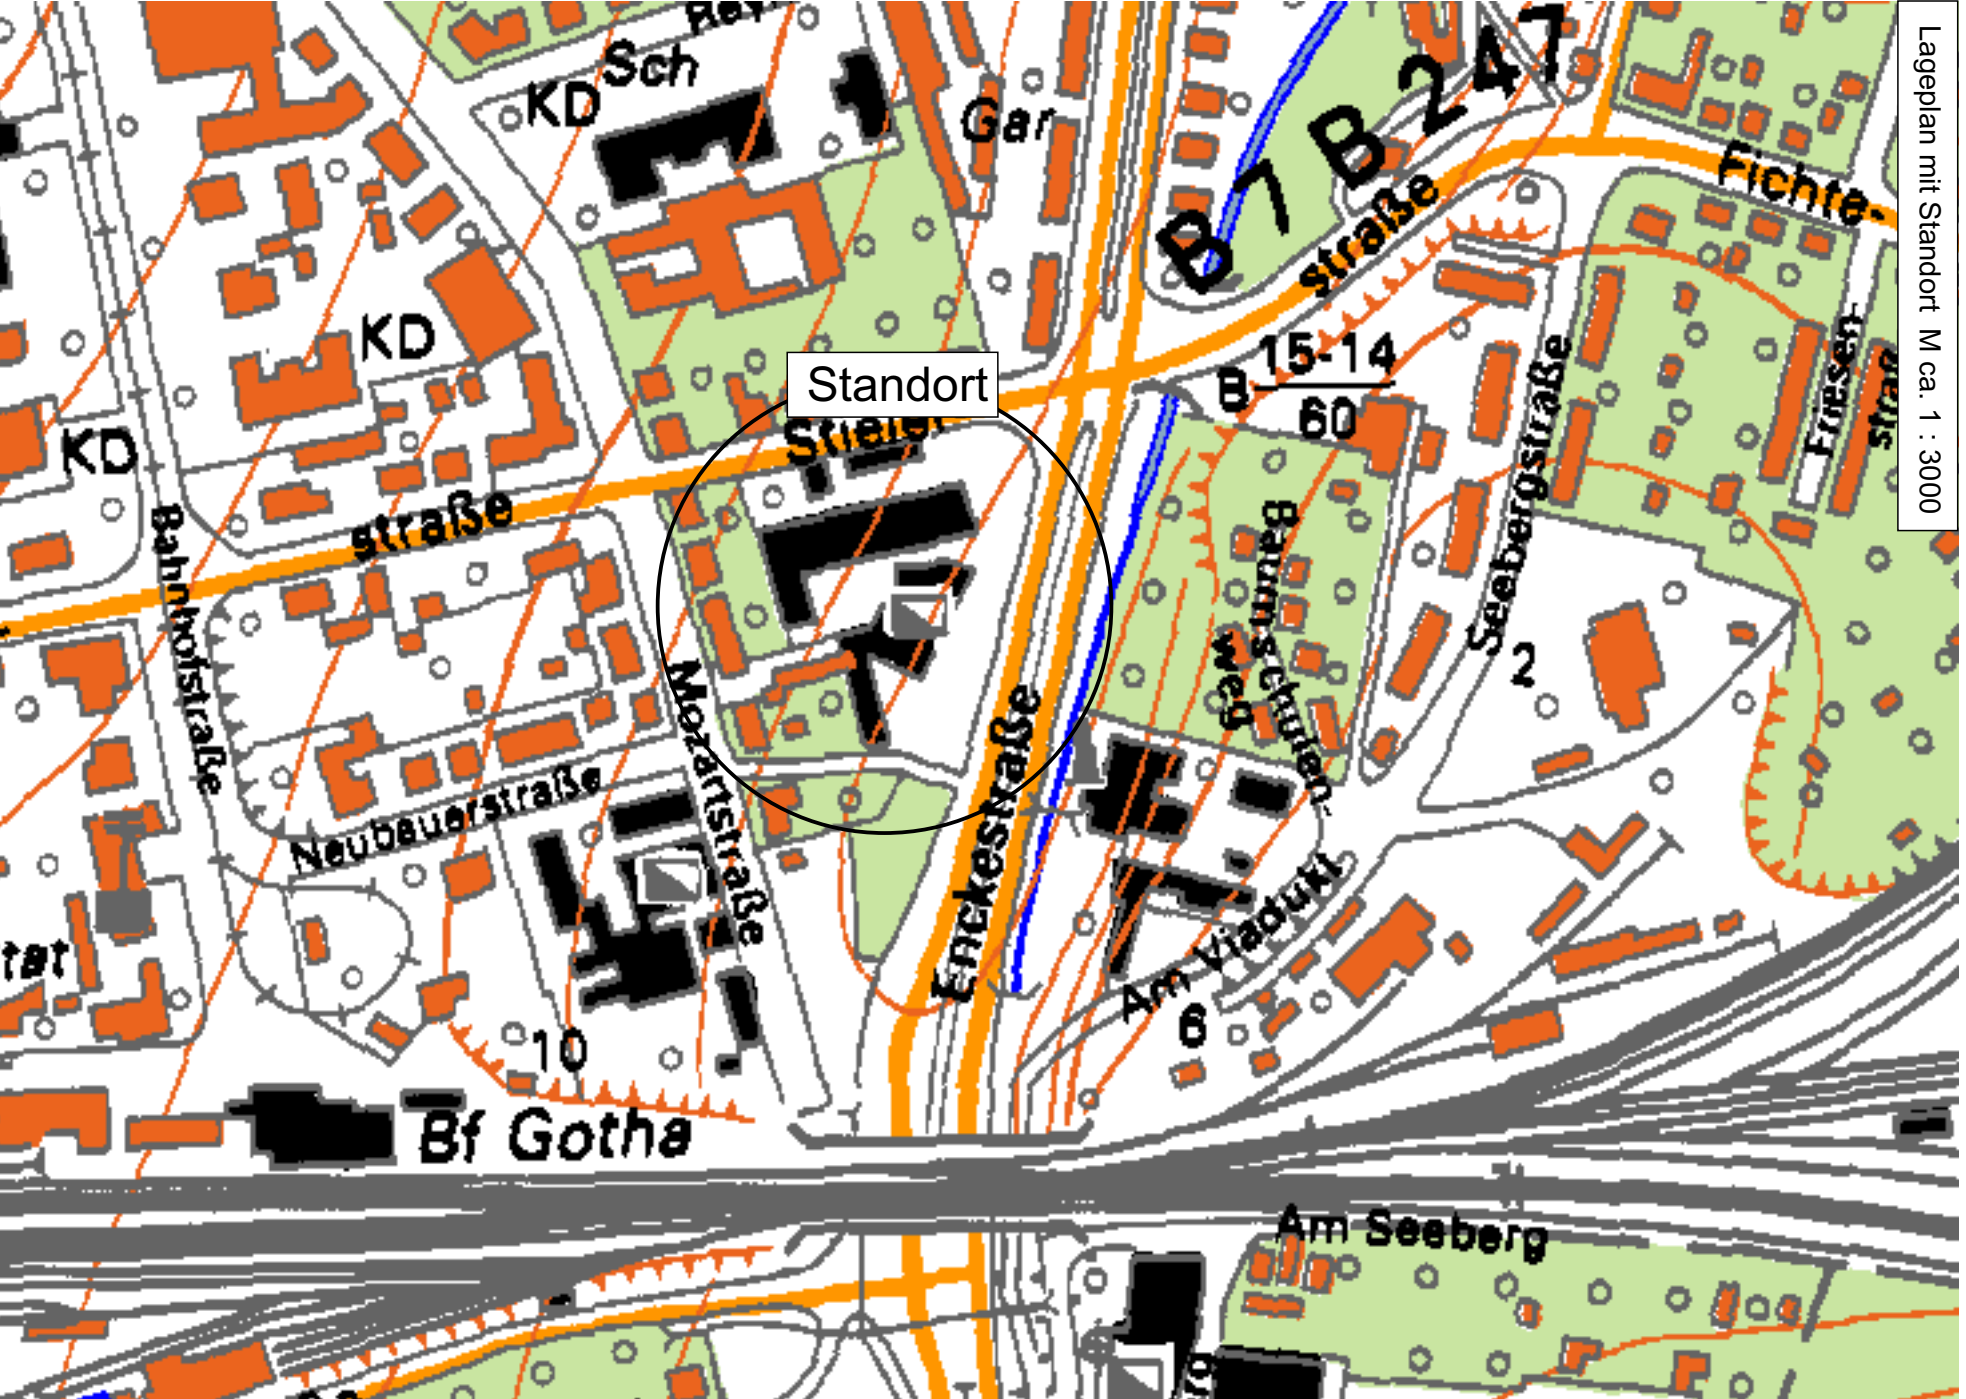 Sch
KD
Gar
B 7 B 247
Fichte-
straße
Lageplan mit Standort M ca. 1 : 3000
KD
Standort
Stieler
15-14
B
60
KD
straße
Bahnhofstraße
Friesen-
straß
Seebergstraße
Baumschulen-
weg
2
Mozartstraße
Neubauerstraße
Enckestraße
Am Viadukt
6
tat
10
Bf Gotha
Am Seeberg